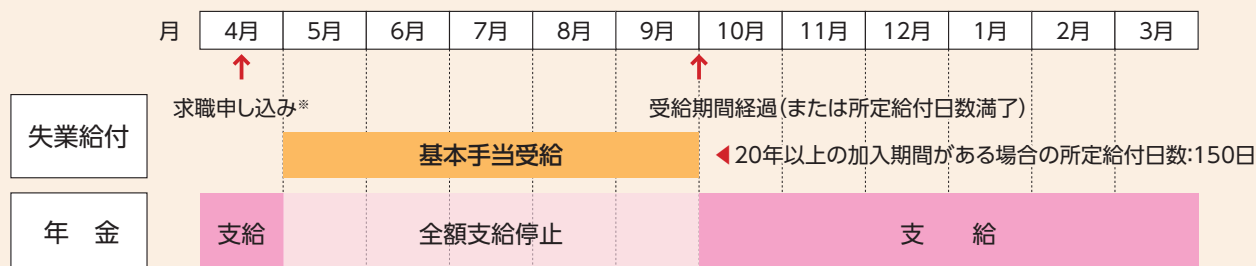 月 4月 5月 6月 7月 8月 9月 10月 11月 12月 1月 2月 3月
求職申し込み※
受給期間経過(または所定給付日数満了)
失業給付
基本手当受給
◀20年以上の加入期間がある場合の所定給付日数:150日
年 金
支給
全額支給停止
支 給